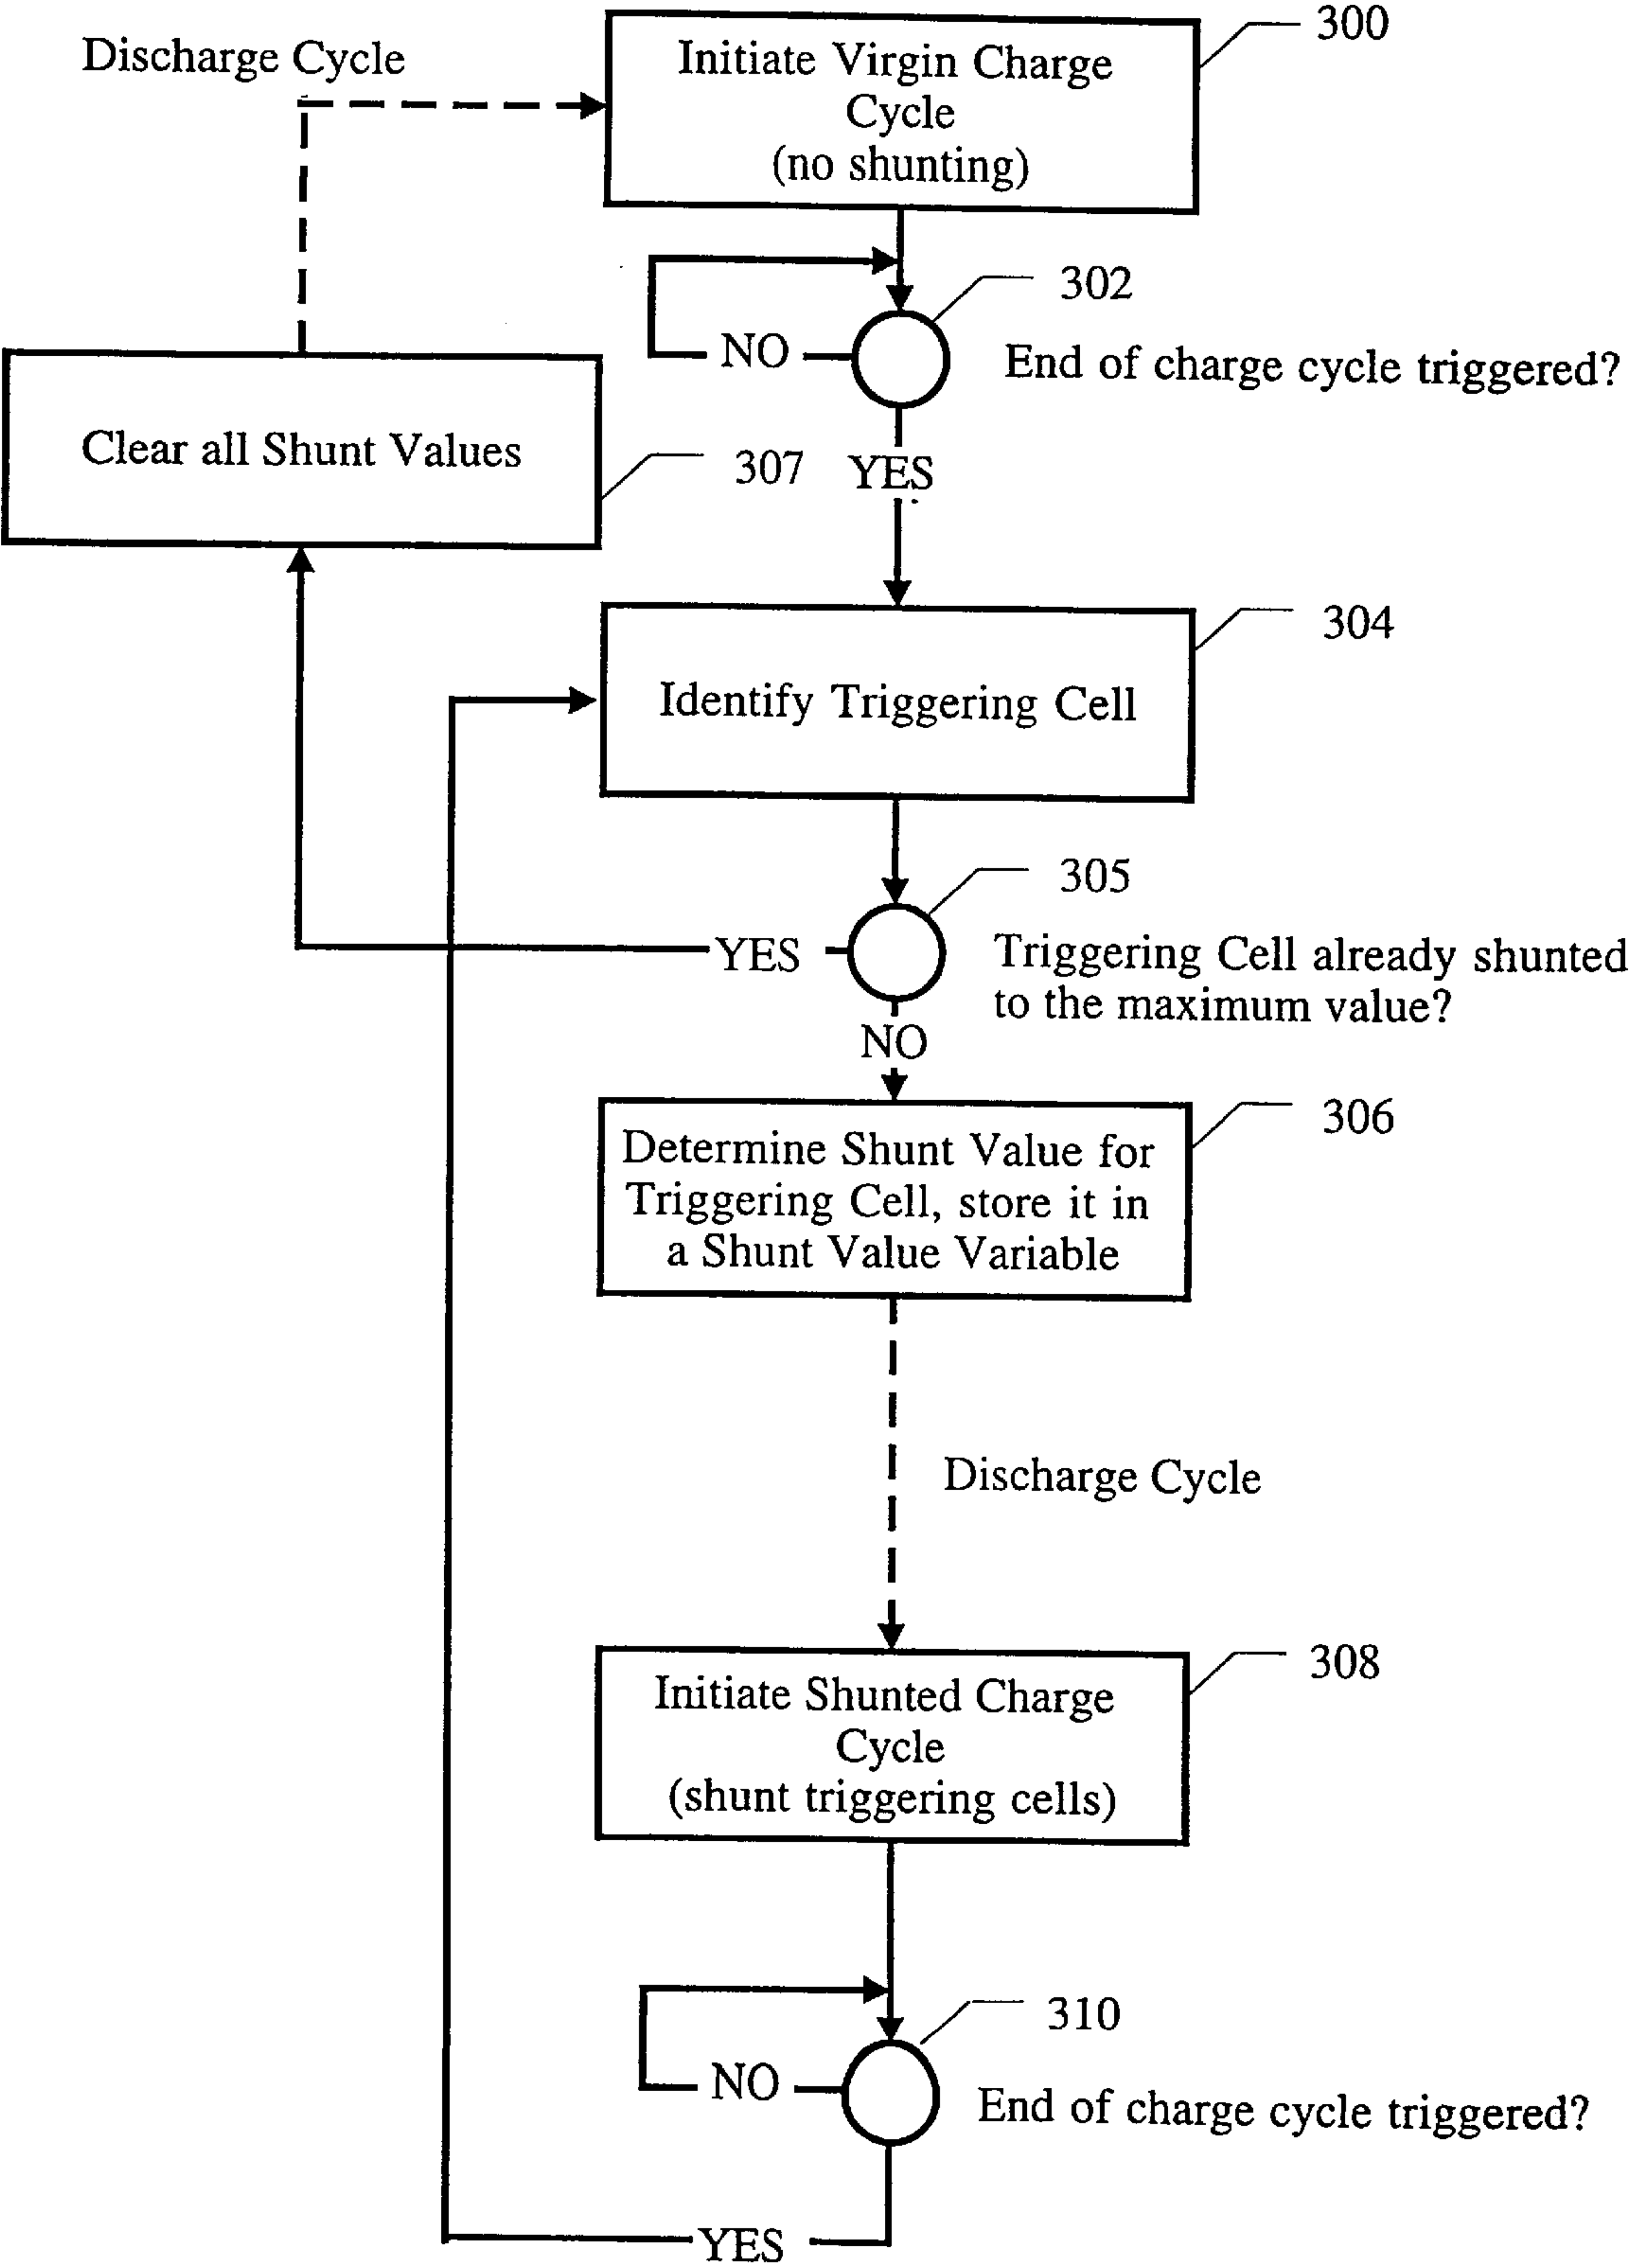 300
Discharge Cycle
Initiate Virgin Charge
Cycle
(no shunting)
302
NO
End of charge cycle triggered?
Clear all Shunt Values
307
YES
304
Identify Triggering Cell
305
YES
Triggering Cell already shunted
to the maximum value?
NO
306
Determine Shunt Value for
Triggering Cell, store it in
a Shunt Value Variable
Discharge Cycle
308
Initiate Shunted Charge
Cycle
(shunt triggering cells)
310
NO
End of charge cycle triggered?
YES